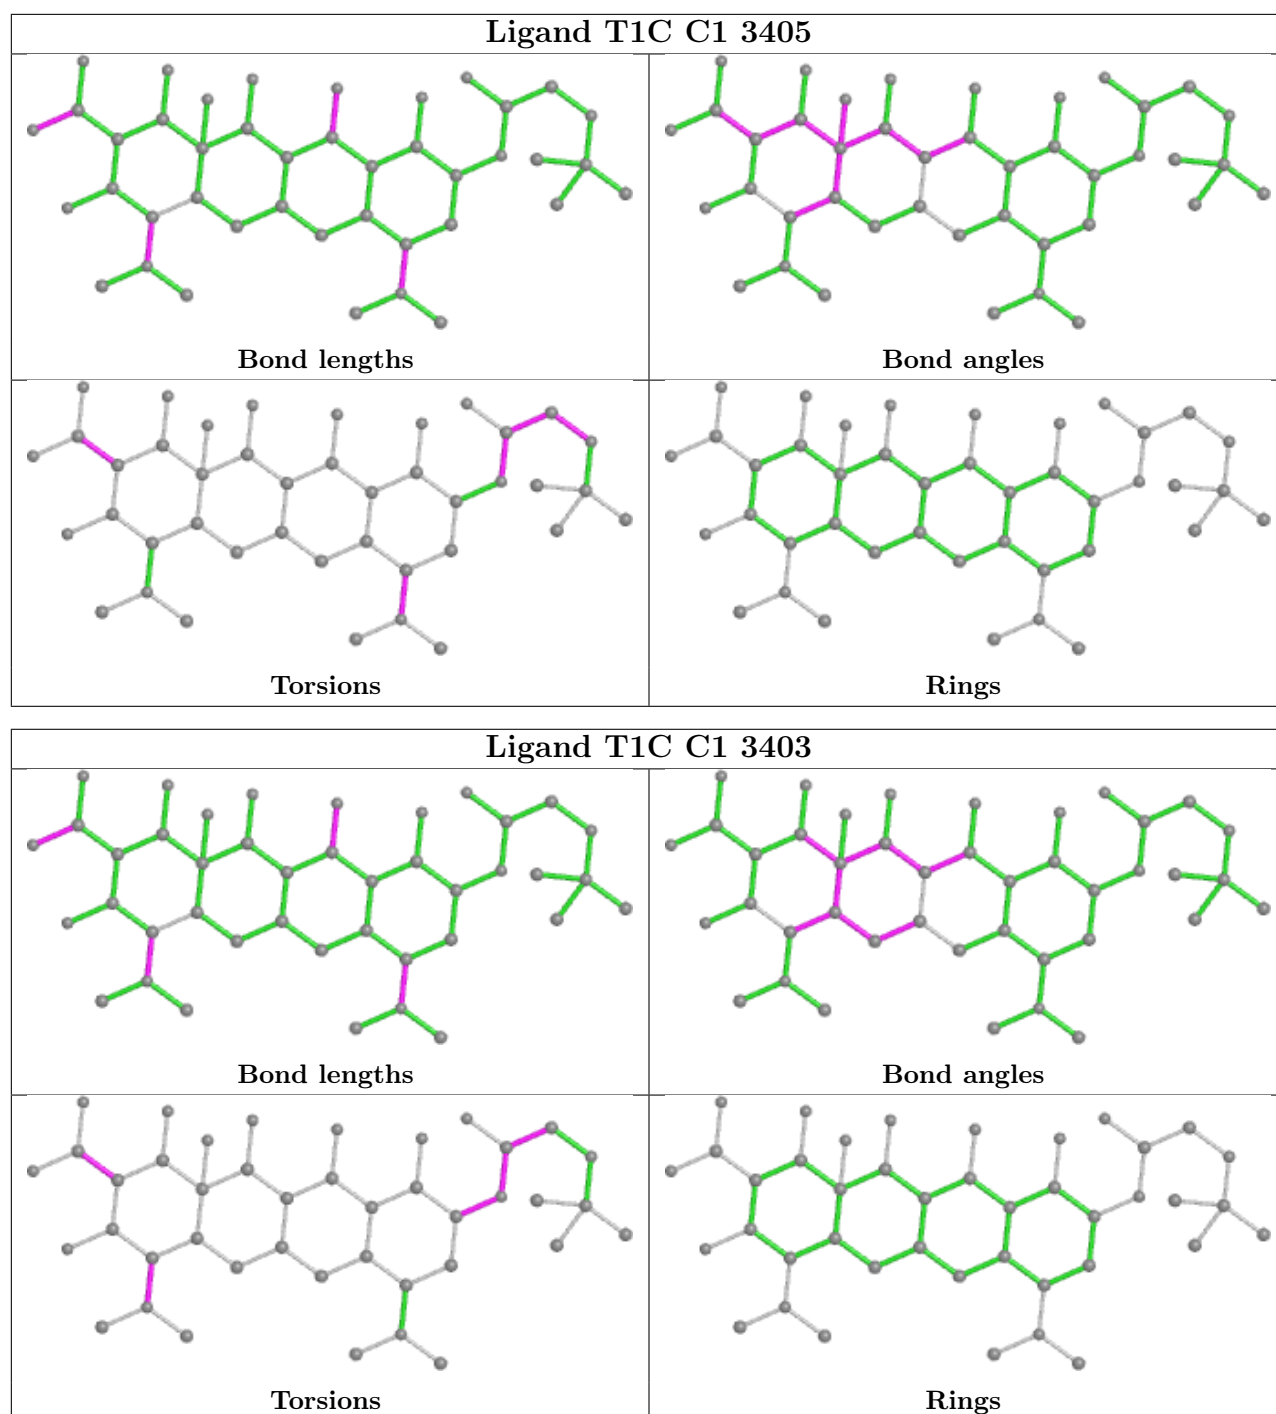 Ligand T1C C1 3405
Bond lengths
Bond angles
Torsions
Rings
Ligand T1C C1 3403
Bond lengths
Bond angles
Torsions
Rings